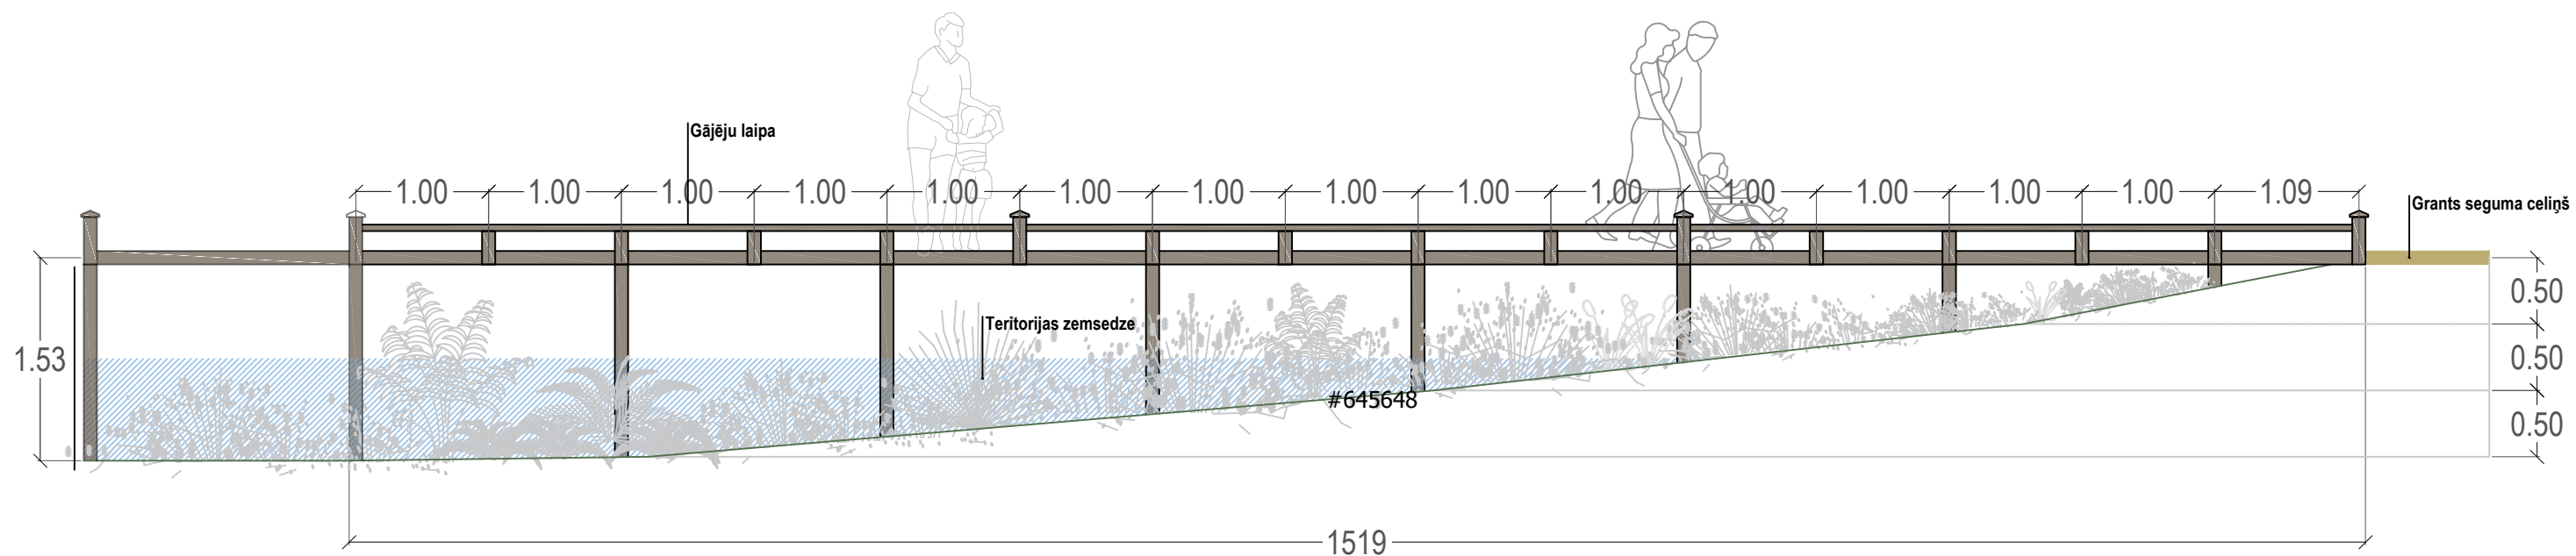 Gājēju laipa
1.00 1.00 1.00 1.00 1.00 1.00 1.00 1.00 1.00 1.00 1.00 1.00 1.00 1.00 1.09
Grants seguma celiņš
0.50
Teritorijas zemsedze
1.53
0.50
#645648
0.50
1519